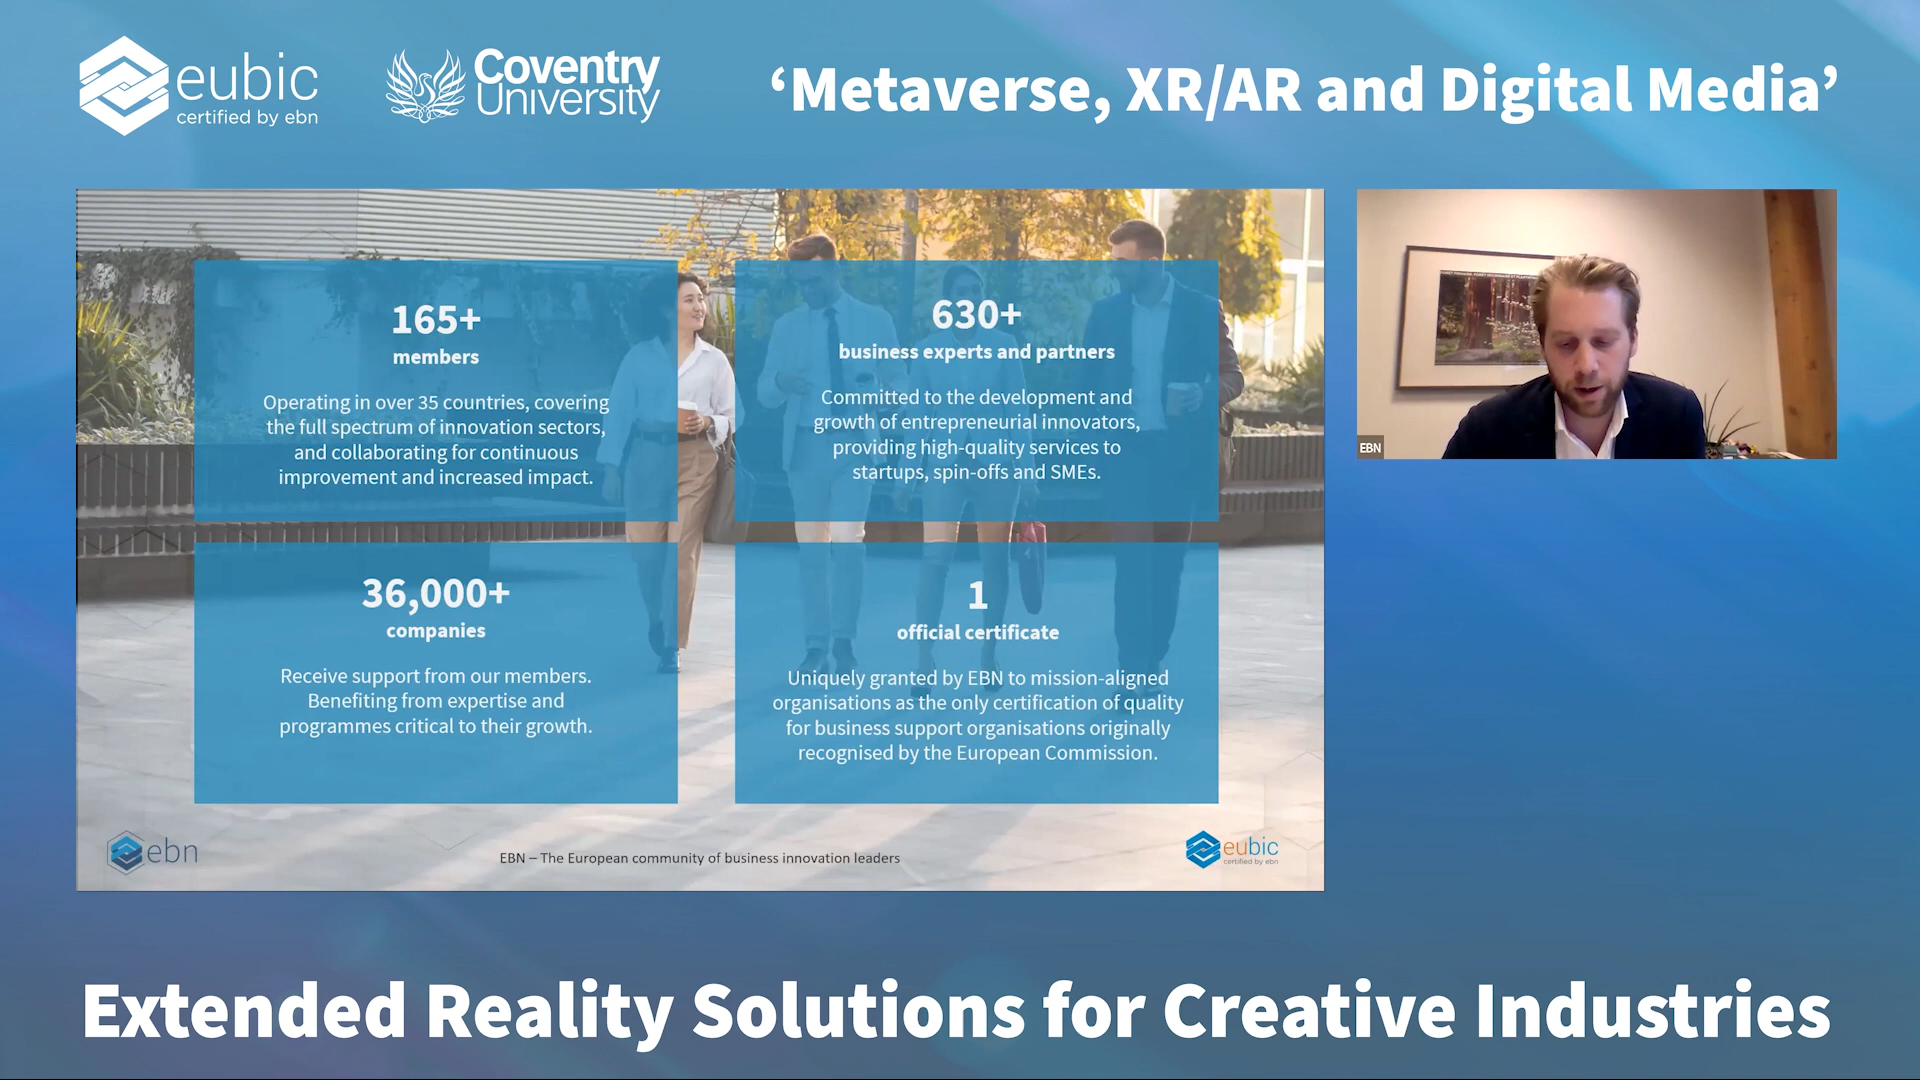 eubic
certified by ebn
Coventry
University
‘Metaverse, XR/AR and Digital Media’
165+
members
Operating in over 35 countries, covering
the full spectrum of innovation sectors,
and collaborating for continuous
improvement and increased impact.
630+
business experts and partners
Committed to the development and
growth of entrepreneurial innovators,
providing high-quality services to
startups, spin-offs and SMEs.
36,000+
companies
Receive support from our members.
Benefiting from expertise and
programmes critical to their growth.
1
official certificate
Uniquely granted by EBN to mission-aligned
organisations as the only certification of quality
for business support organisations originally
recognised by the European Commission.
ebn
EBN – The European community of business innovation leaders
eubic
certified by ebn
EBN
Extended Reality Solutions for Creative Industries